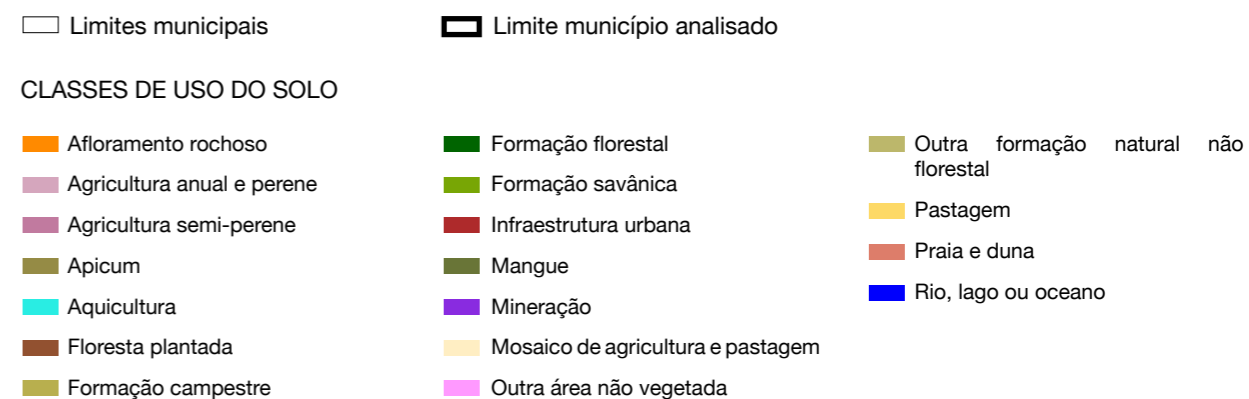 Limites municipais
Limite município analisado
CLASSES DE USO DO SOLO
Afloramento rochoso
Agricultura anual e perene
Agricultura semi-perene
Apicum
Aquicultura
Floresta plantada
Formação campestre
Formação florestal
Formação savânica
Infraestrutura urbana
Mangue
Mineração
Mosaico de agricultura e pastagem
Outra área não vegetada
Outra formação natural não
florestal
Pastagem
Praia e duna
Rio, lago ou oceano